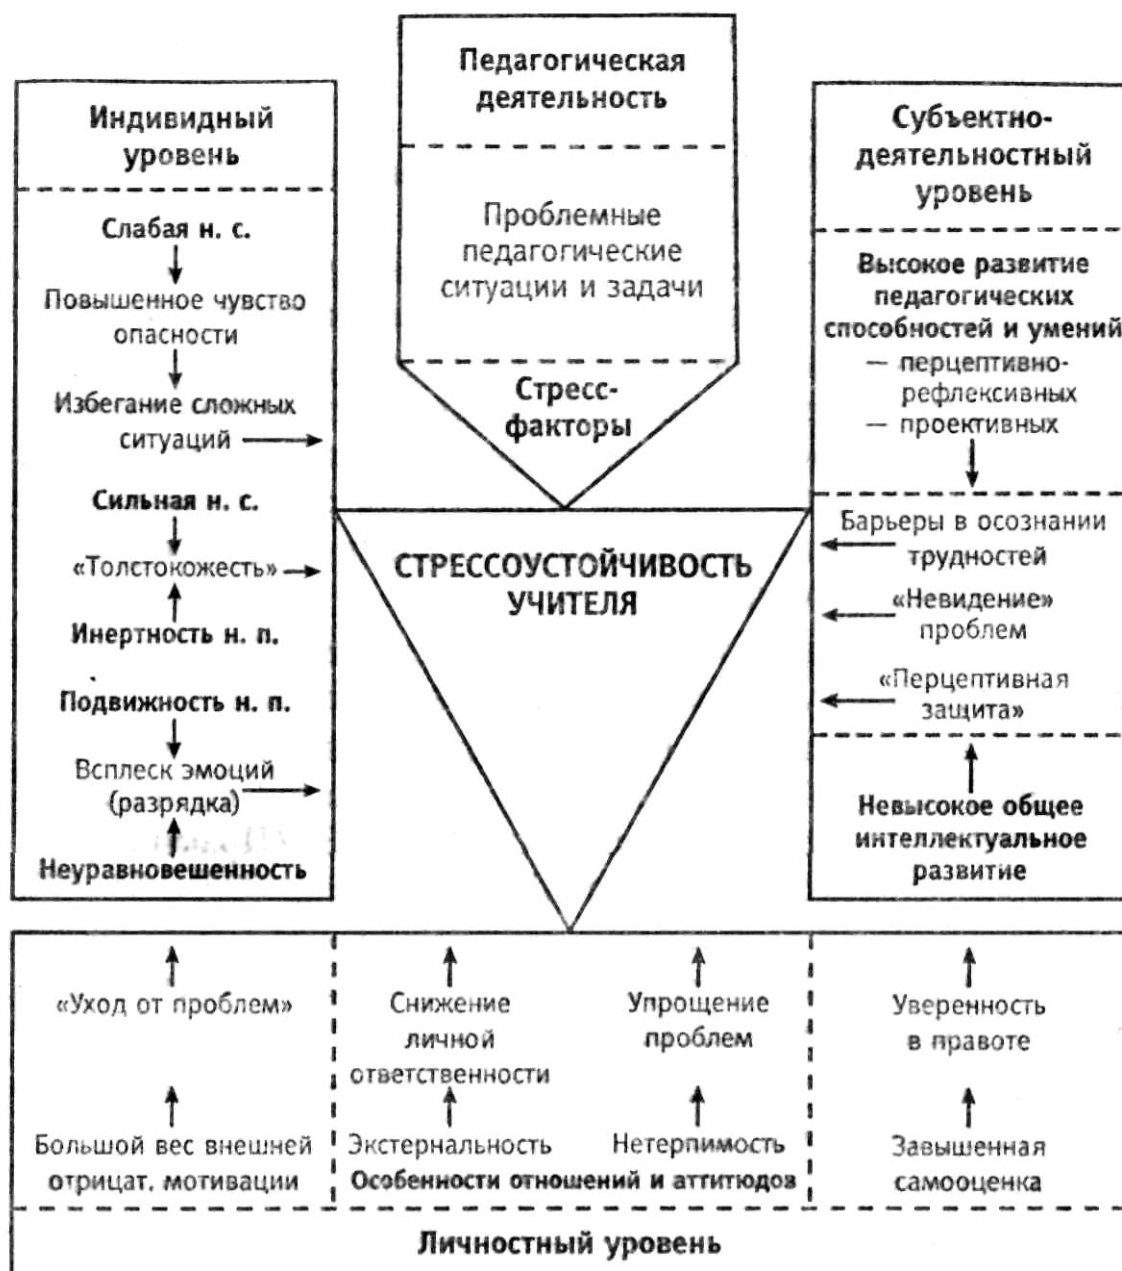 Педагогическая
деятельность
Проблемные
педагогические
ситуации и задачи
Стресс-
факторы
Индивидный
уровень
Слабая н. с.
Повышенное чувство
опасности
Избегание сложных
ситуаций
Сильная н. с.
«Толстокожесть»
Инертность н. п.
Подвижность н. п.
Всплеск эмоций
(разрядка)
Неуравновешенность
СТРЕССОУСТОЙЧИВОСТЬ
УЧИТЕЛЯ
Субъектно-
деятельностный
уровень
Высокое развитие
педагогических
способностей и умений
— перцептивно-
рефлексивных
— проективных
Барьеры в осознании
трудностей
«Невидение»
проблем
«Перцептивная
защита»
Невысокое общее
интеллектуальное
развитие
«Уход от проблем»
Большой вес внешней
отрицат. мотивации
Снижение
личной
ответственности
Экстернальность
Упрощение
проблем
Нетерпимость
Особенности отношений и аттитюдов
Уверенность
в правоте
Завышенная
самооценка
Личностный уровень